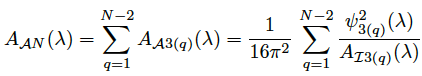 $A_{\mathcal{A}N}(\lambda) = \sum_{q=1}^{N-2} A_{\mathcal{A}3(q)}(\lambda) = \frac{1}{16\pi^2} \sum_{q=1}^{N-2} \frac{\psi_{3(q)}^2(\lambda)}{A_{\mathcal{I}3(q)}(\lambda)}$